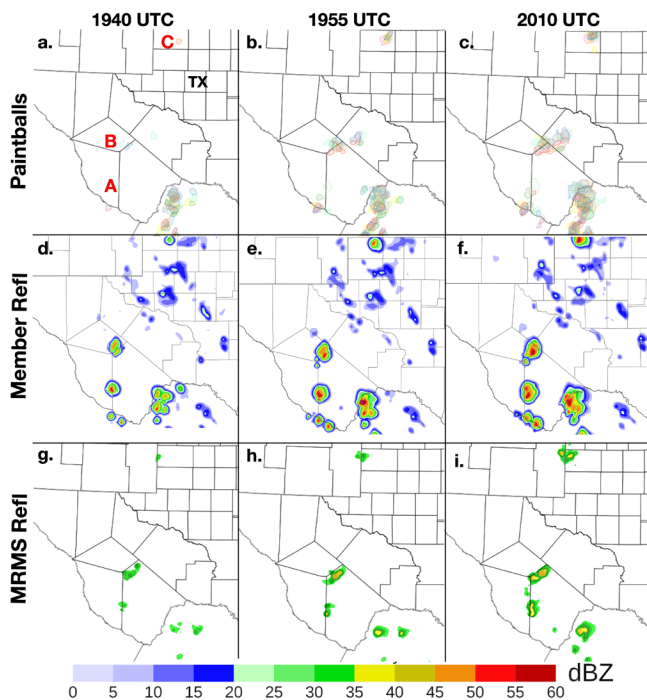 1940 UTC 1955 UTC 2010 UTC
Paintballs
a. b. c.
C
TX
B
A
Member Refl
d. e. f.
MRMS Refl
g. h. i.
0 5 10 15 20 25 30 35 40 45 50 55 60 dBZ